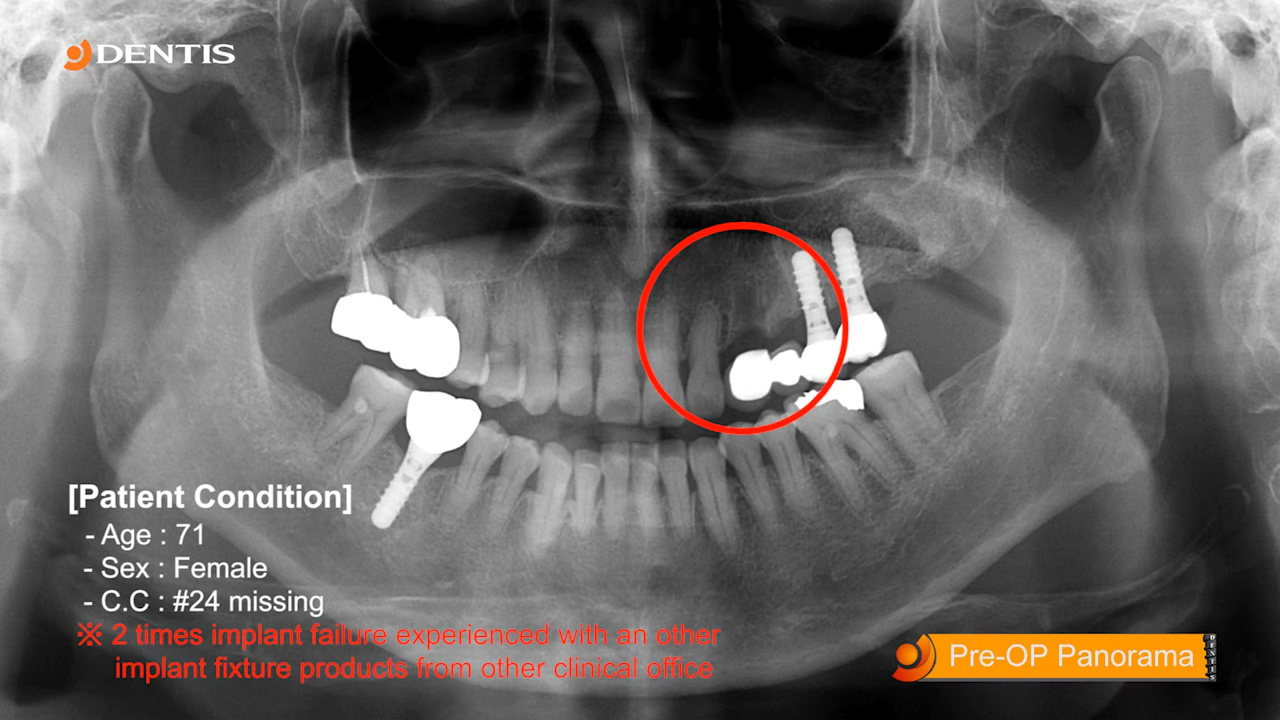 DENTIS
[Patient Condition]
- Age : 71
- Sex : Female
- C.C : #24 missing
※ 2 times implant failure experienced with an other
implant fixture products from other clinical office
Pre-OP Panorama
DENTIS